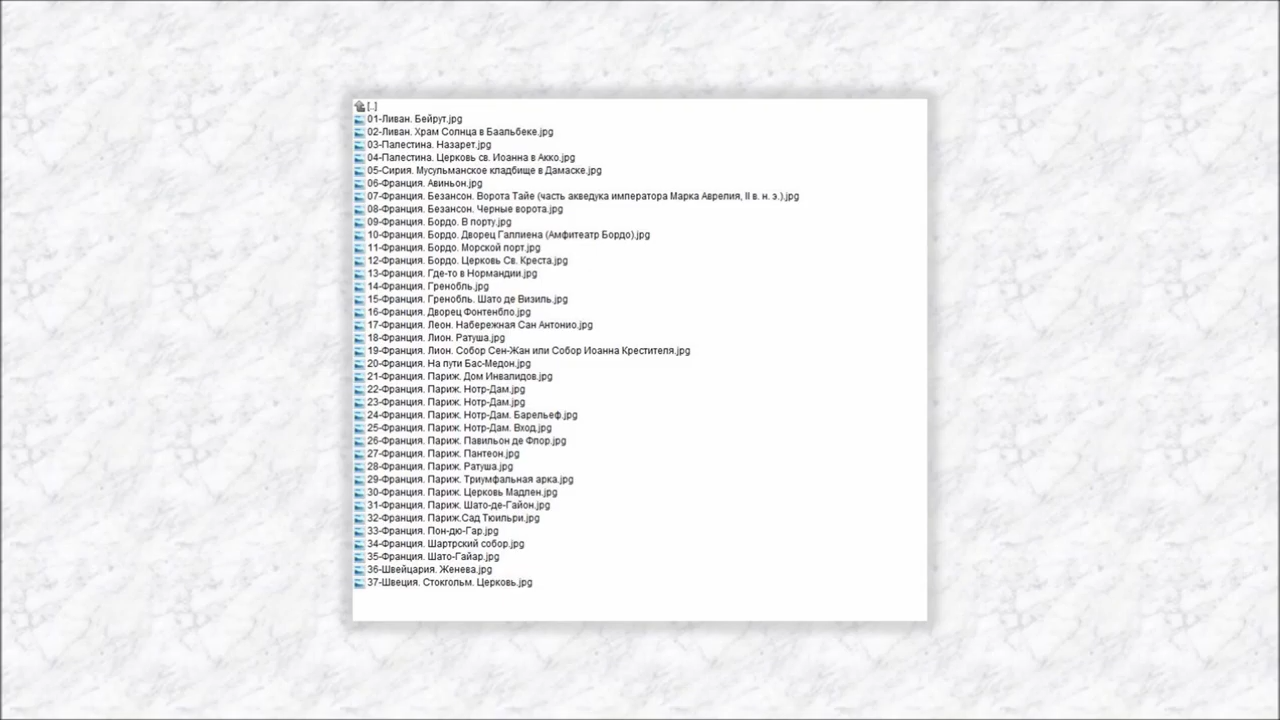 [..]
01-Ливан. Бейрут.jpg
02-Ливан. Храм Солнца в Баальбеке.jpg
03-Палестина. Назарет.jpg
04-Палестина. Церковь св. Иоанна в Акко.jpg
05-Сирия. Мусульманское кладбище в Дамаске.jpg
06-Франция. Авиньон.jpg
07-Франция. Безансон. Ворота Тайе (часть акведука императора Марка Аврелия, II в. н. э.).jpg
08-Франция. Безансон. Черные ворота.jpg
09-Франция. Бордо. В порту.jpg
10-Франция. Бордо. Дворец Галлиена (Амфитеатр Бордо).jpg
11-Франция. Бордо. Морской порт.jpg
12-Франция. Бордо. Церковь Св. Креста.jpg
13-Франция. Где-то в Нормандии.jpg
14-Франция. Гренобль.jpg
15-Франция. Гренобль. Шато де Визиль.jpg
16-Франция. Дворец Фонтенбло.jpg
17-Франция. Леон. Набережная Сан Антонио.jpg
18-Франция. Лион. Ратуша.jpg
19-Франция. Лион. Собор Сен-Жан или Собор Иоанна Крестителя.jpg
20-Франция. На пути Бас-Медон.jpg
21-Франция. Париж. Дом Инвалидов.jpg
22-Франция. Париж. Нотр-Дам.jpg
23-Франция. Париж. Нотр-Дам.jpg
24-Франция. Париж. Нотр-Дам. Барельеф.jpg
25-Франция. Париж. Нотр-Дам. Вход.jpg
26-Франция. Париж. Павильон де Флор.jpg
27-Франция. Париж. Пантеон.jpg
28-Франция. Париж. Ратуша.jpg
29-Франция. Париж. Триумфальная арка.jpg
30-Франция. Париж. Церковь Мадлен.jpg
31-Франция. Париж. Шато-де-Гайон.jpg
32-Франция. Париж.Сад Тюильри.jpg
33-Франция. Пон-дю-Гар.jpg
34-Франция. Шартрский собор.jpg
35-Франция. Шато-Гайар.jpg
36-Швейцария. Женева.jpg
37-Швеция. Стокгольм. Церковь.jpg